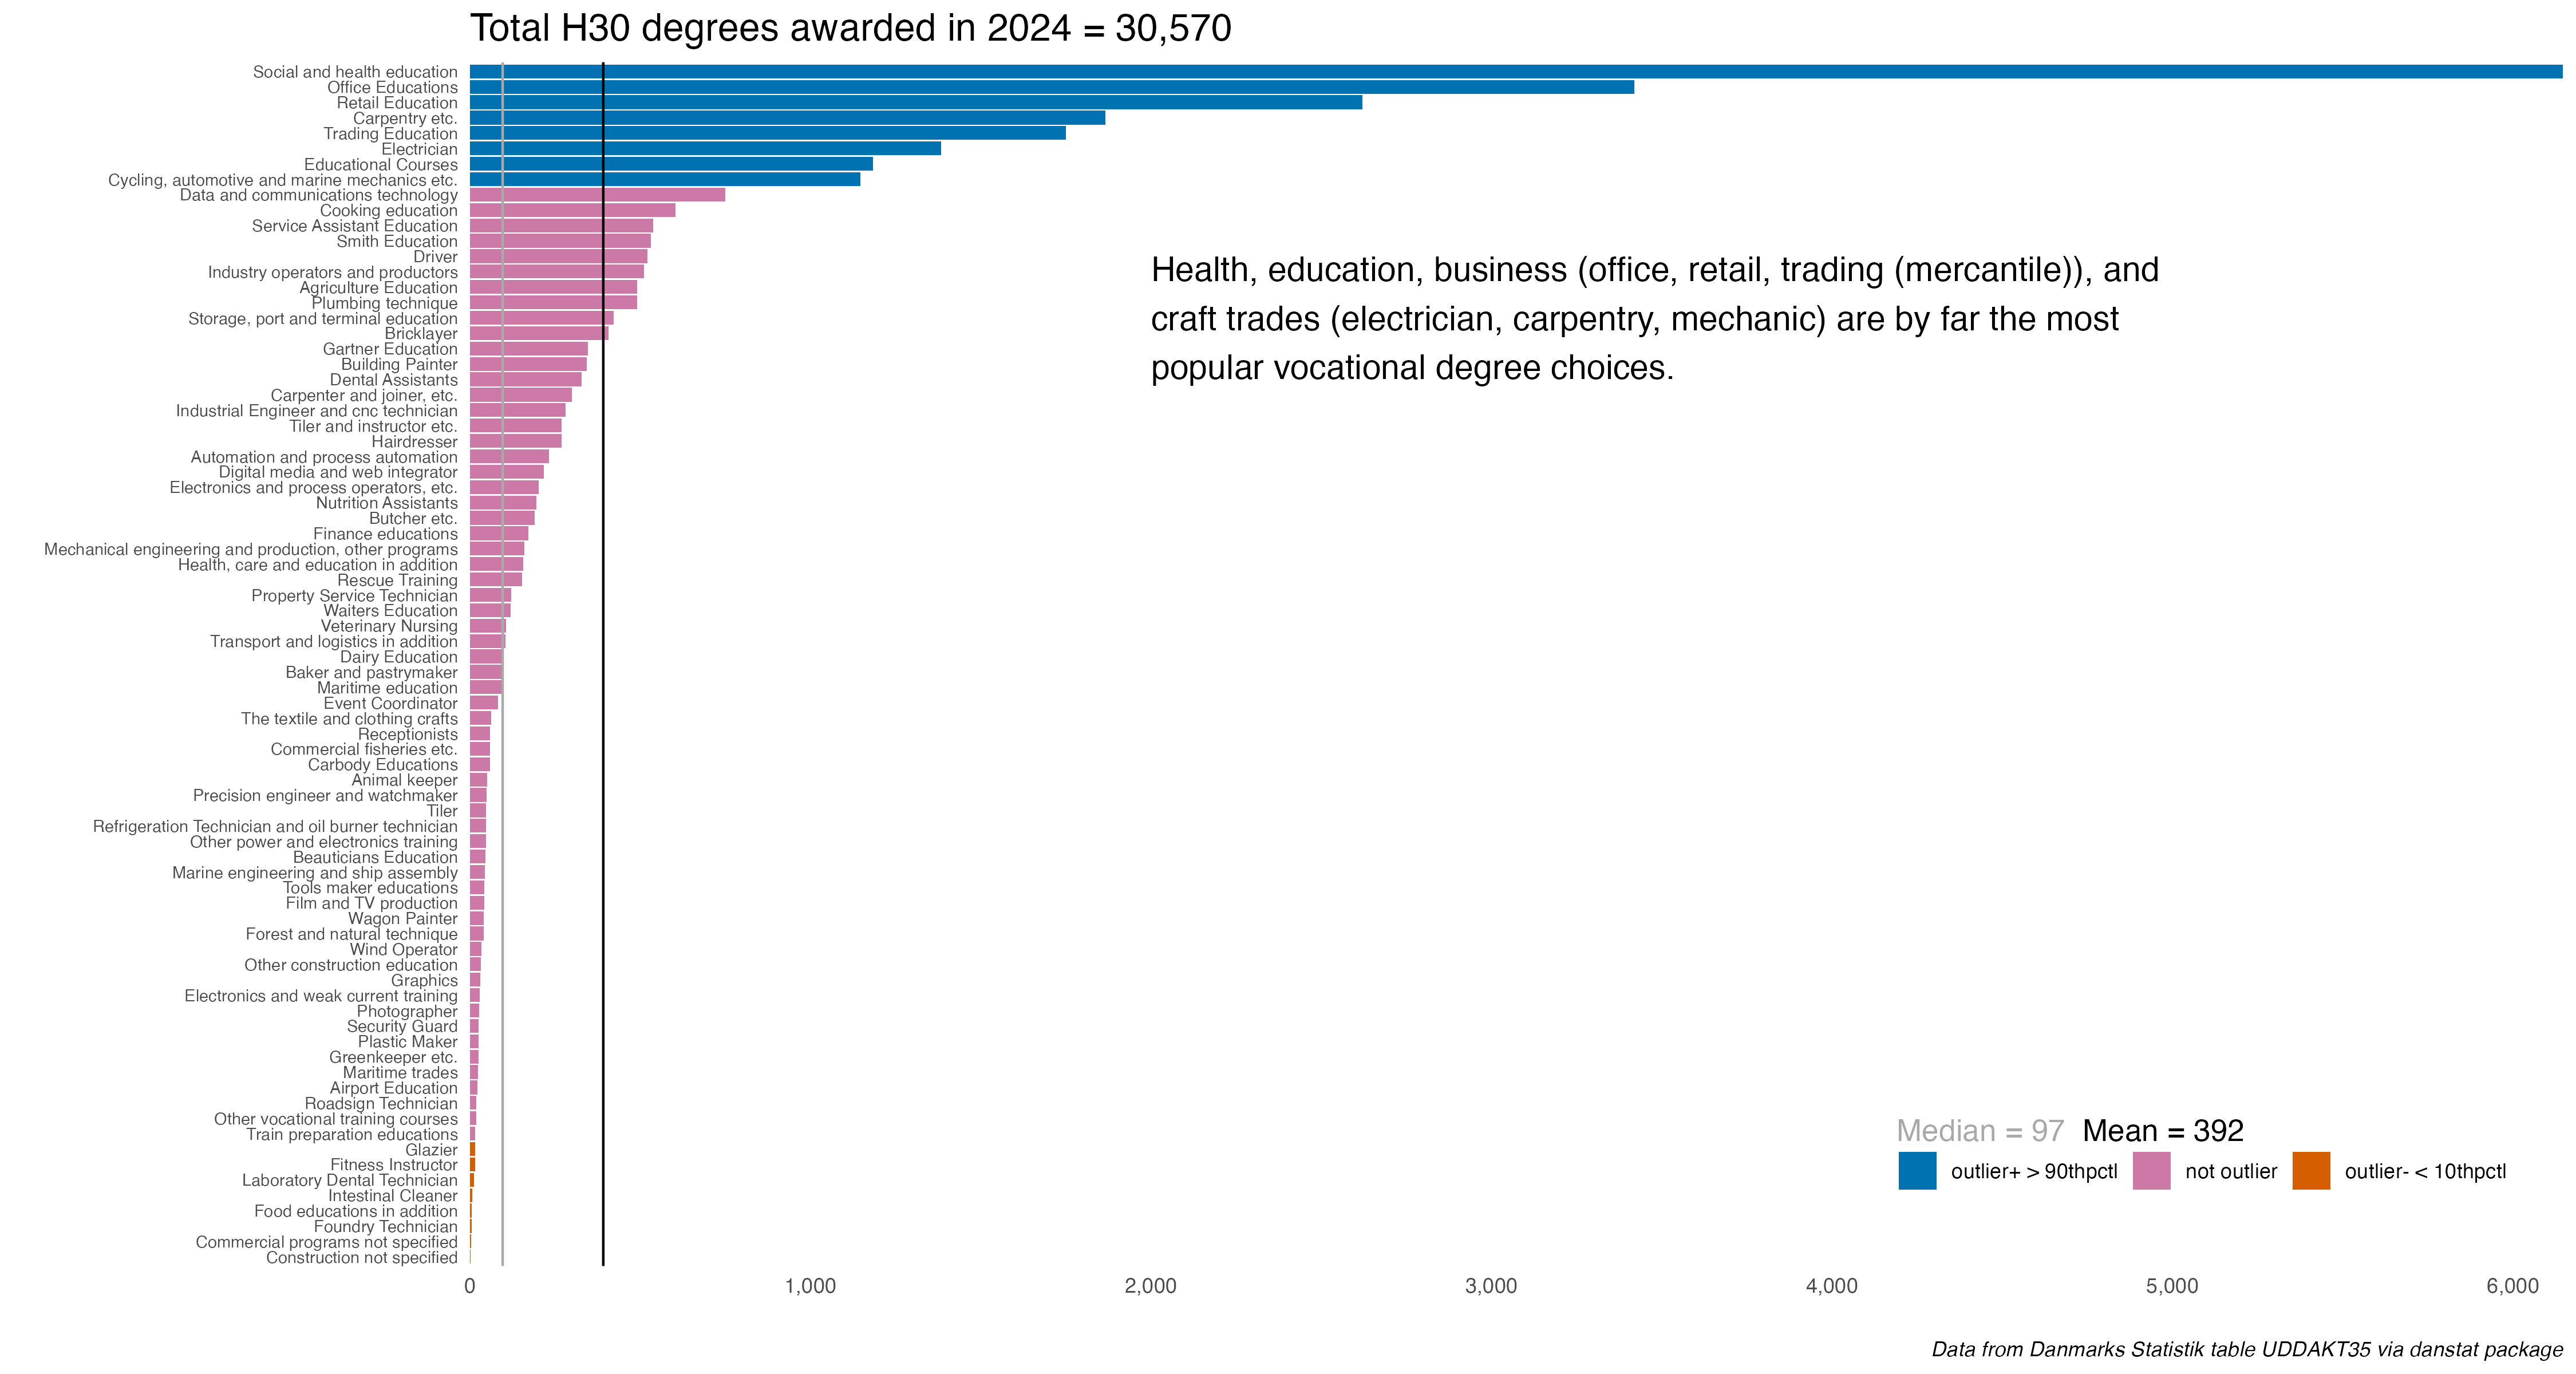 Total H30 degrees awarded in 2024 = 30,570
Social and health education
Office Educations
Retail Education
Carpentry etc.
Trading Education
Electrician
Educational Courses
Cycling, automotive and marine mechanics etc.
Data and communications technology
Cooking education
Service Assistant Education
Smith Education
Driver
Industry operators and productors
Agriculture Education
Plumbing technique
Storage, port and terminal education
Bricklayer
Gartner Education
Building Painter
Dental Assistants
Carpenter and joiner, etc.
Industrial Engineer and cnc technician
Tiler and instructor etc.
Hairdresser
Automation and process automation
Digital media and web integrator
Electronics and process operators, etc.
Nutrition Assistants
Butcher etc.
Finance educations
Mechanical engineering and production, other programs
Health, care and education in addition
Rescue Training
Property Service Technician
Waiters Education
Veterinary Nursing
Transport and logistics in addition
Dairy Education
Baker and pastrymaker
Maritime education
Event Coordinator
The textile and clothing crafts
Receptionists
Commercial fisheries etc.
Carbody Educations
Animal keeper
Precision engineer and watchmaker
Tiler
Refrigeration Technician and oil burner technician
Other power and electronics training
Beauticians Education
Marine engineering and ship assembly
Tools maker educations
Film and TV production
Wagon Painter
Forest and natural technique
Wind Operator
Other construction education
Graphics
Electronics and weak current training
Photographer
Security Guard
Plastic Maker
Greenkeeper etc.
Maritime trades
Airport Education
Roadsign Technician
Other vocational training courses
Train preparation educations
Glazier
Fitness Instructor
Laboratory Dental Technician
Intestinal Cleaner
Food educations in addition
Foundry Technician
Commercial programs not specified
Construction not specified
Health, education, business (office, retail, trading (mercantile)), and
craft trades (electrician, carpentry, mechanic) are by far the most
popular vocational degree choices.
Median = 97 Mean = 392
outlier+ > 90thpctl not outlier outlier- < 10thpctl
0 1,000 2,000 3,000 4,000 5,000 6,000
Data from Danmarks Statistik table UDDAKT35 via danstat package